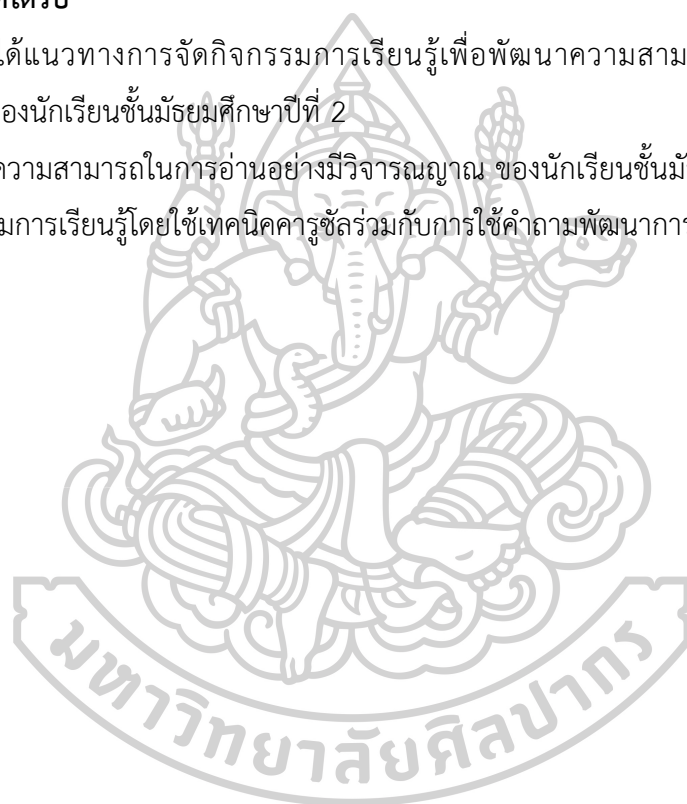 ได้แนวทางการจัดกิจกรรมการเรียนรู้เพื่อพัฒนาความสาม
องนักเรียนชั้นมัธยมศึกษาปีที่ 2
ความสามารถในการอ่านอย่างมีวิจารณญาณ ของนักเรียนชั้นมั
มการเรียนรู้โดยใช้เทคนิคคารูซัลร่วมกับการใช้คำถามพัฒนาการ
มหาวิทยาลัยศิลปากร